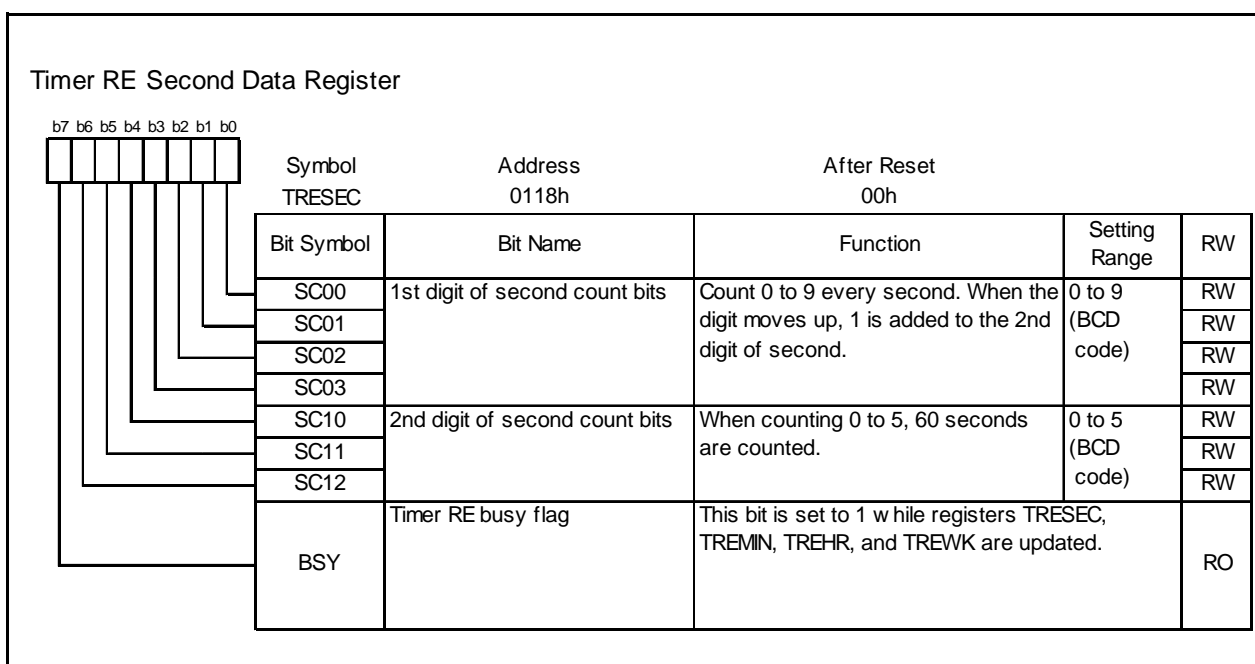 Timer RE Second Data Register
b7 b6 b5 b4 b3 b2 b1 b0
Symbol Address After Reset
TRESEC 0118h 00h
Bit Symbol Bit Name Function Setting Range RW
SC00 1st digit of second count bits Count 0 to 9 every second. When the 0 to 9 RW
SC01 digit moves up, 1 is added to the 2nd (BCD RW
SC02 digit of second. code) RW
SC03 RW
SC10 2nd digit of second count bits When counting 0 to 5, 60 seconds 0 to 5 RW
SC11 are counted. (BCD RW
SC12 code) RW
Timer RE busy flag This bit is set to 1 w hile registers TRESEC,
TREMIN, TREHR, and TREWK are updated.
BSY RO